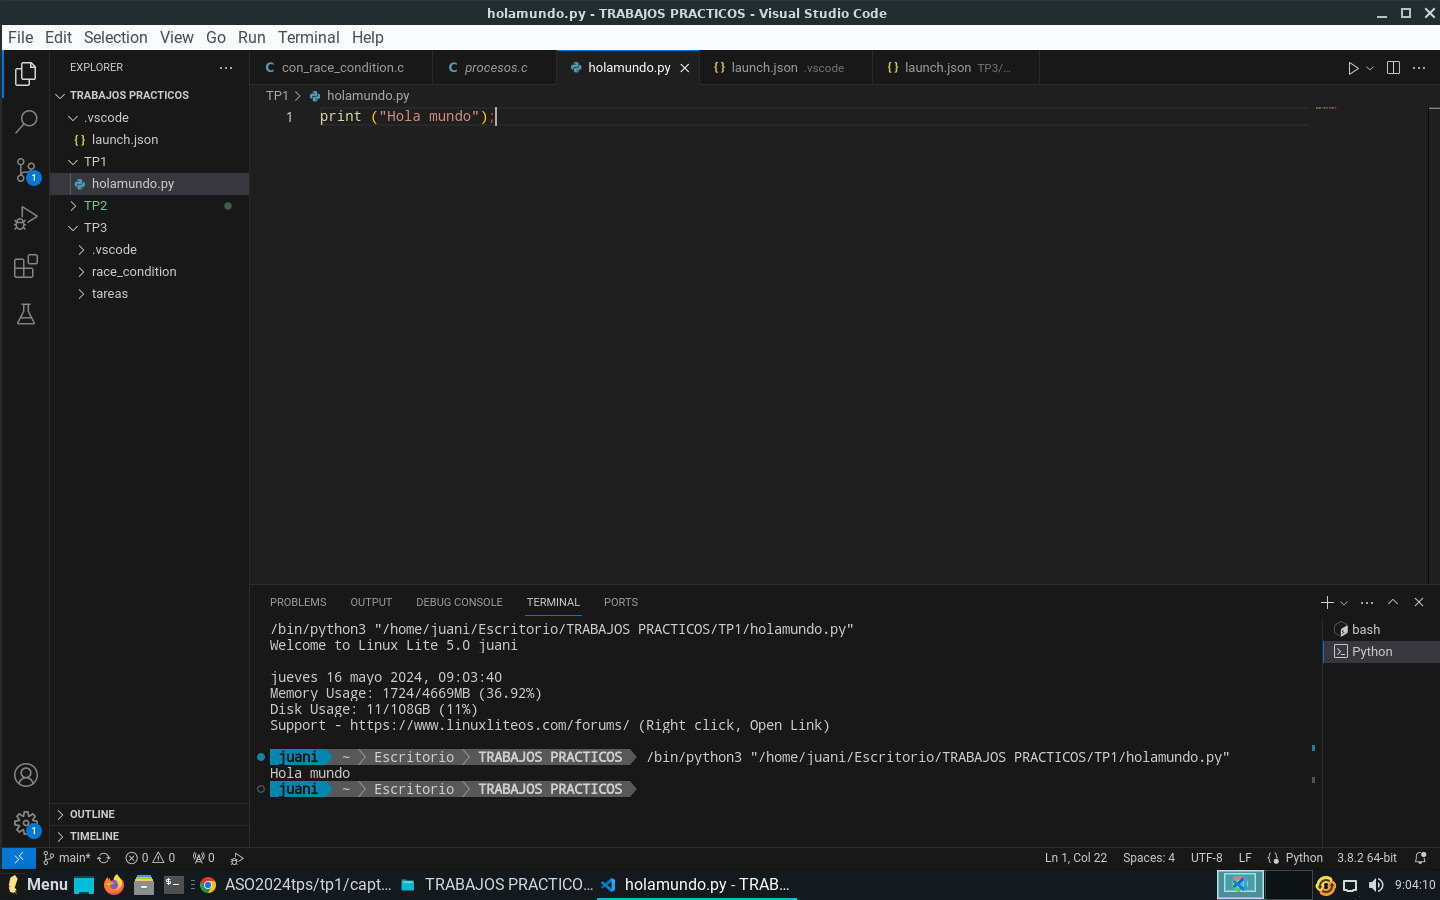 holamundo.py - TRABAJOS PRACTICOS - Visual Studio Code
File Edit Selection View Go Run Terminal Help
EXPLORER
TRABAJOS PRACTICOS
.vscode
launch.json
TP1
holamundo.py
TP2
TP3
.vscode
race_condition
tareas
OUTLINE
TIMELINE
1
1
con_race_condition.c procesos.c holamundo.py launch.json .vscode launch.json TP3/...
TP1 holamundo.py
1 print ("Hola mundo");
PROBLEMS OUTPUT DEBUG CONSOLE TERMINAL PORTS
/bin/python3 "/home/juani/Escritorio/TRABAJOS PRACTICOS/TP1/holamundo.py"
Welcome to Linux Lite 5.0 juani
jueves 16 mayo 2024, 09:03:40
Memory Usage: 1724/4669MB (36.92%)
Disk Usage: 11/108GB (11%)
Support - https://www.linuxliteos.com/forums/ (Right click, Open Link)
juani ~ Escritorio TRABAJOS PRACTICOS /bin/python3 "/home/juani/Escritorio/TRABAJOS PRACTICOS/TP1/holamundo.py"
Hola mundo
juani ~ Escritorio TRABAJOS PRACTICOS
bash
Python
main* 0 0 0 Ln 1, Col 22 Spaces: 4 UTF-8 LF Python 3.8.2 64-bit
Menu ASO2024tps/tp1/capt... TRABAJOS PRACTICO... holamundo.py - TRAB... 9:04:10